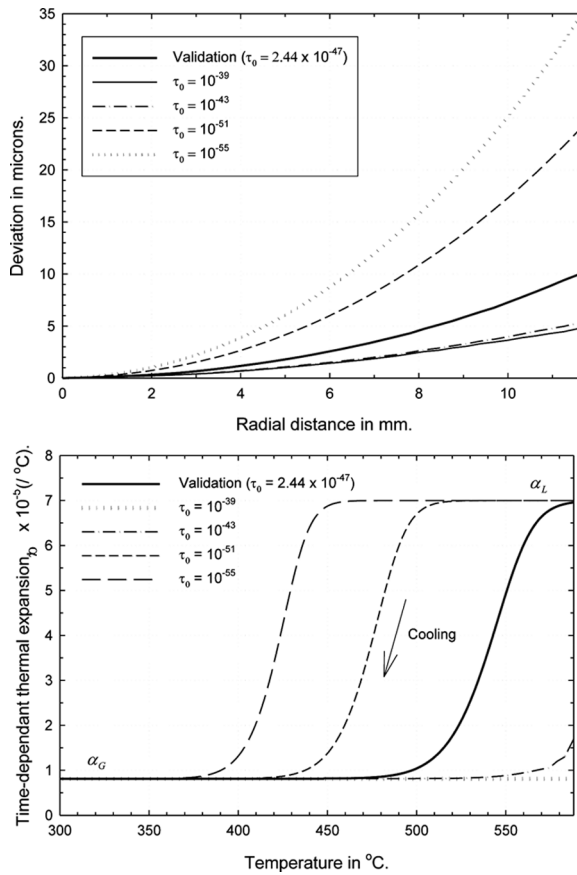 35
30
25
20
15
10
5
0
Deviation in microns.
Validation (τ₀ = 2.44 x 10⁻⁴⁷)
τ₀ = 10⁻³⁹
τ₀ = 10⁻⁴³
τ₀ = 10⁻⁵¹
τ₀ = 10⁻⁵⁵
0 2 4 6 8 10
Radial distance in mm.
8
7
6
5
4
3
2
1
0
Time-dependant thermal expansion, x 10⁻⁵(/ °C).
Validation (τ₀ = 2.44 x 10⁻⁴⁷)
τ₀ = 10⁻³⁹
τ₀ = 10⁻⁴³
τ₀ = 10⁻⁵¹
τ₀ = 10⁻⁵⁵
α_L
Cooling
α_G
300 350 400 450 500 550
Temperature in °C.